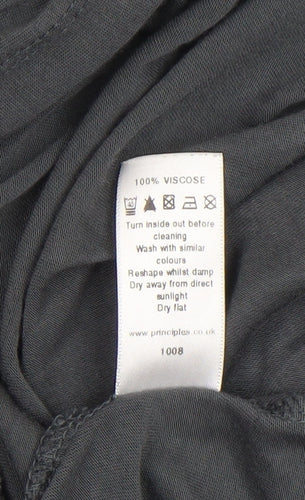 100% VISCOSE
40
Turn inside out before
cleaning
Wash with similar
colours
Reshape whilst damp
Dry away from direct
sunlight
Dry flat
www.principles.co.uk
1008